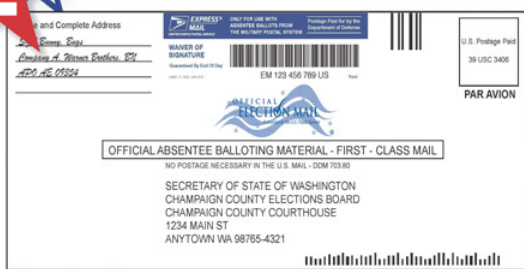 and Complete Address
Bunny, Bugs
Company A, Warner Brothers, BN
APO AE 09354
EXPRESS
MAIL
UNITED STATES POSTAL SERVICE
ONLY FOR USE WITH
ABSENTEE BALLOTS FROM
THE MILITARY POSTAL SYSTEM
Postage Paid for by the
Department of Defense
WAIVER OF
SIGNATURE
Guaranteed By End Of Day
EM 123 456 789 US
U.S. Postage Paid
39 USC 3406
PAR AVION
OFFICIAL
ELECTION MAIL
OFFICIAL ABSENTEE BALLOTING MATERIAL - FIRST - CLASS MAIL
NO POSTAGE NECESSARY IN THE U.S. MAIL - DDM 703.80
SECRETARY OF STATE OF WASHINGTON
CHAMPAIGN COUNTY ELECTIONS BOARD
CHAMPAIGN COUNTY COURTHOUSE
1234 MAIN ST
ANYTOWN WA 98765-4321